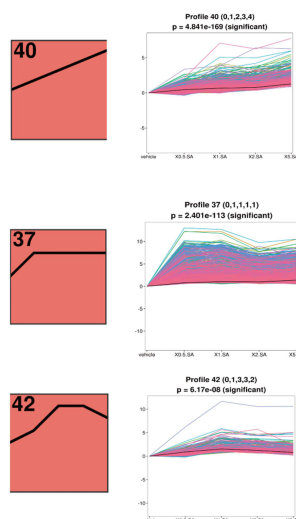 40
Profile 40 (0,1,2,3,4)
p = 4.841e-169 (significant)
5
0
-5
vehicle X0.5.SA X1.SA X2.SA X5.SA
37
Profile 37 (0,1,1,1,1)
p = 2.401e-113 (significant)
10
5
0
-5
-10
vehicle X0.5.SA X1.SA X2.SA
42
Profile 42 (0,1,3,3,2)
p = 6.17e-08 (significant)
10
5
0
-5
-10